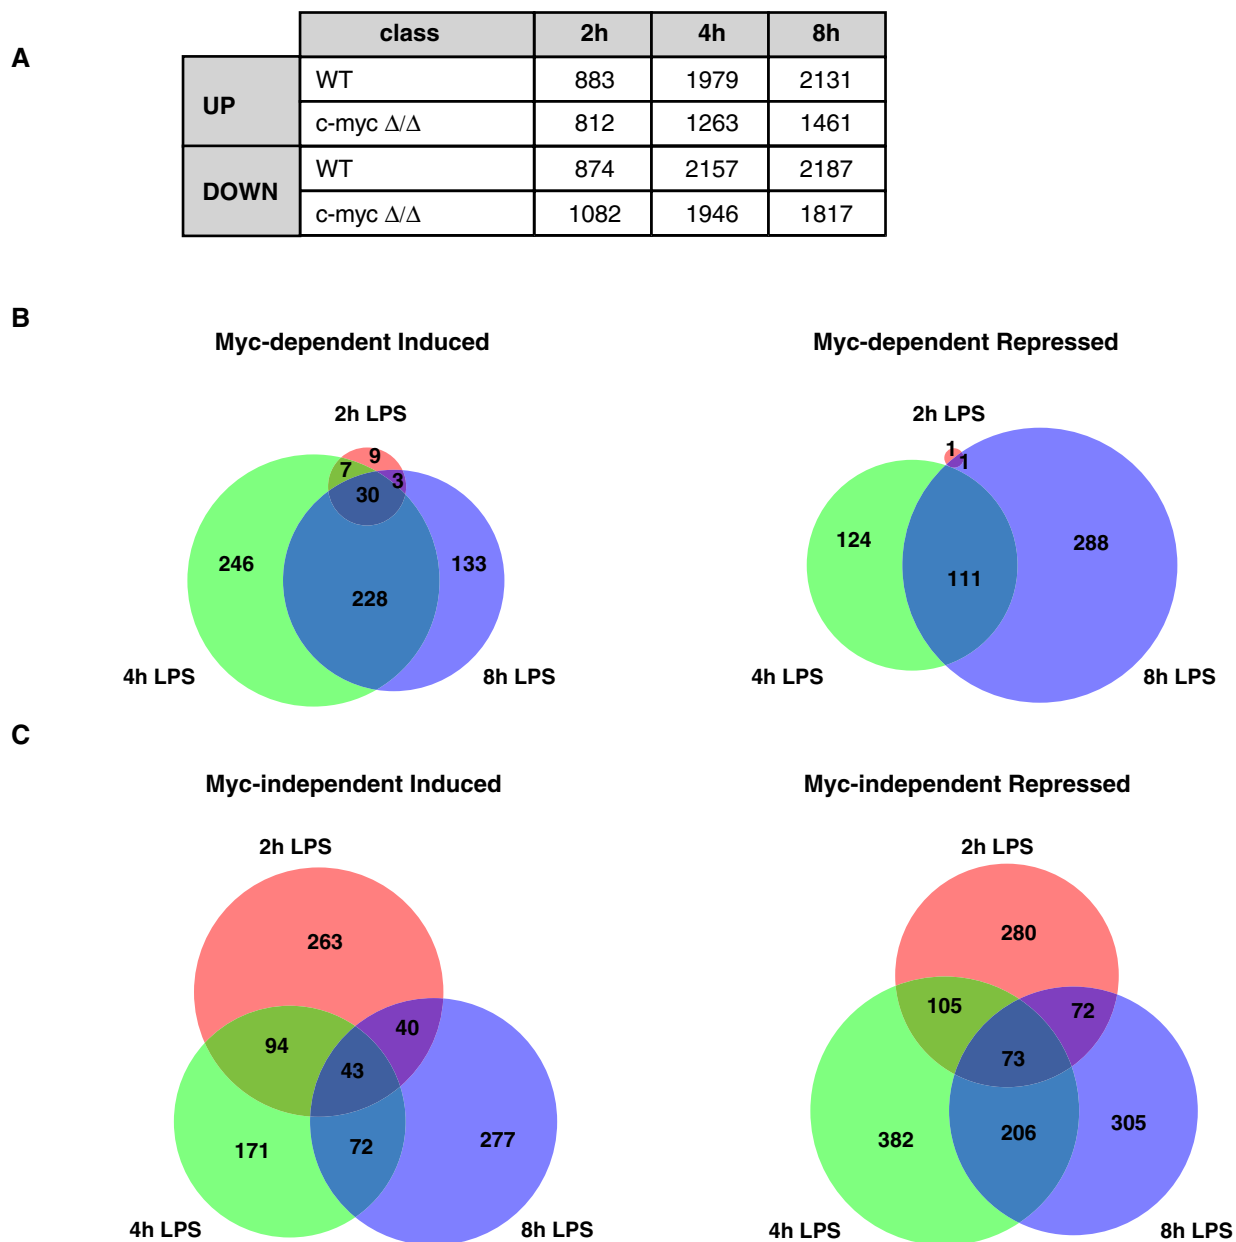 A
class 2h 4h 8h
UP
WT 883 1979 2131
c-myc Δ/Δ 812 1263 1461
DOWN
WT 874 2157 2187
c-myc Δ/Δ 1082 1946 1817
B
Myc-dependent Induced
2h LPS
9
7
3
30
246
133
228
4h LPS
8h LPS
Myc-dependent Repressed
2h LPS
1
1
124
288
111
4h LPS
8h LPS
C
Myc-independent Induced
2h LPS
263
40
94
43
171
72
277
4h LPS
8h LPS
Myc-independent Repressed
2h LPS
280
105
72
73
382
206
305
4h LPS
8h LPS